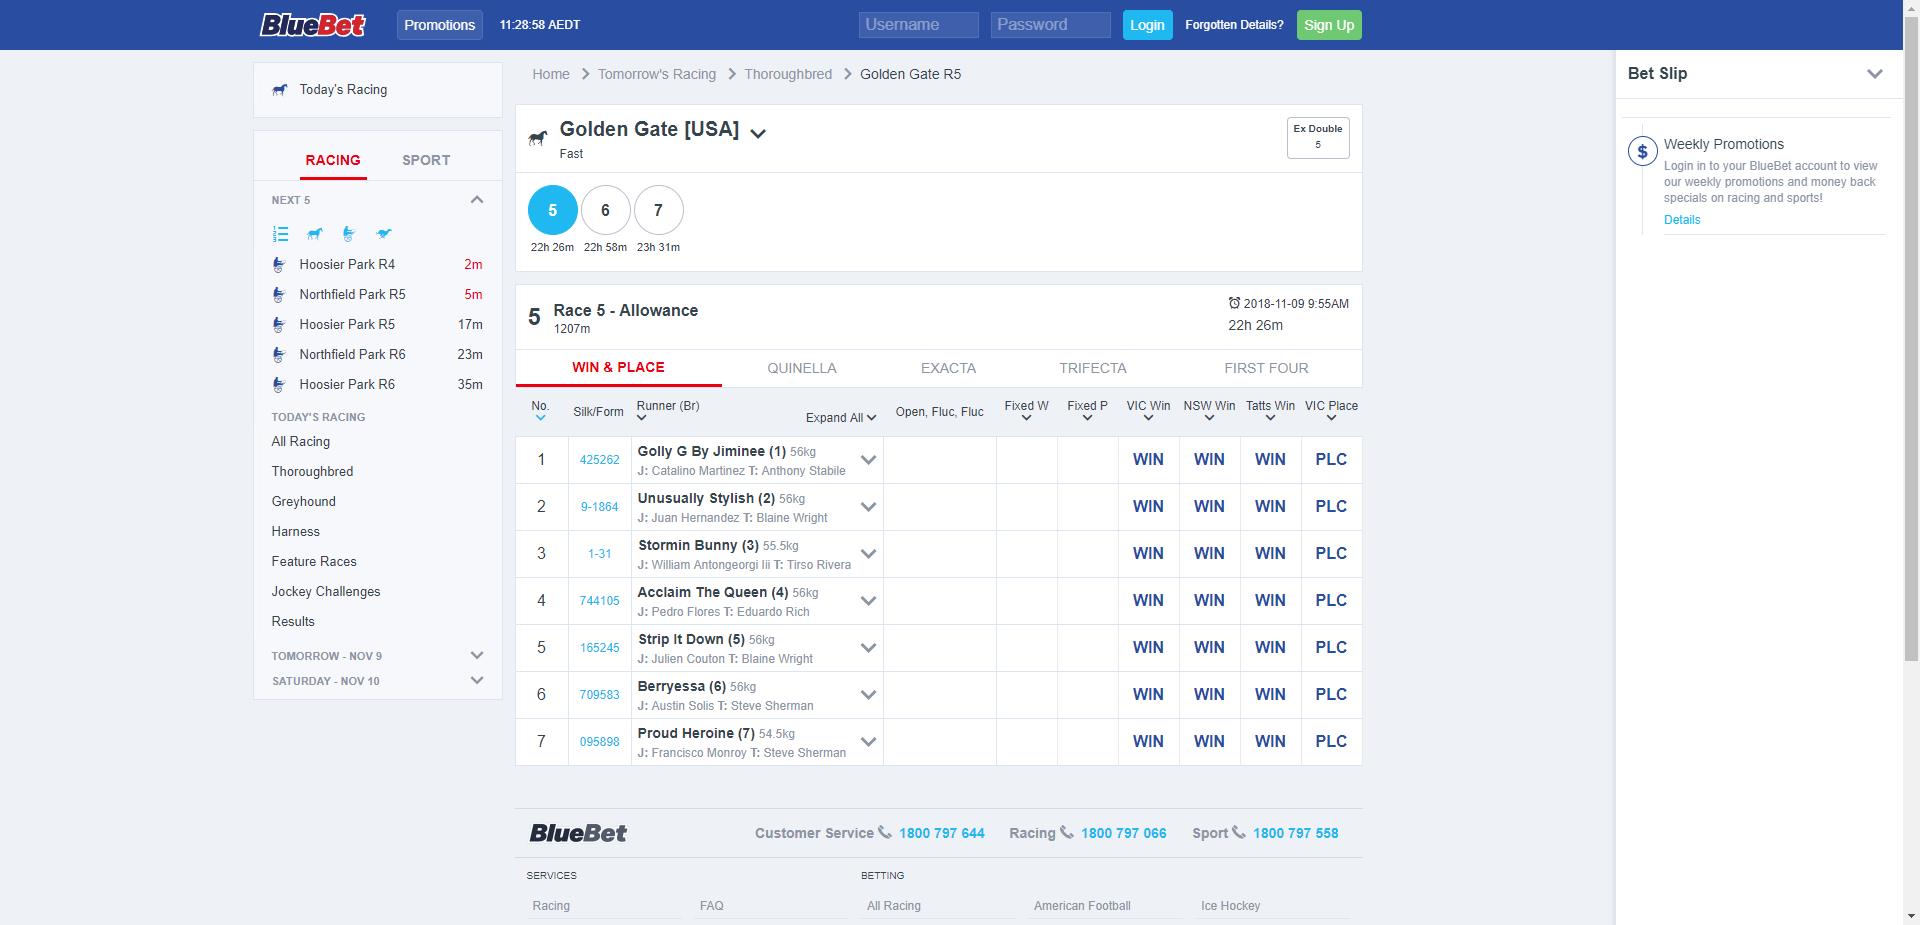 BlueBet Promotions 11:28:58 AEDT Username Password Login Forgotten Details? Sign Up
Today's Racing
RACING SPORT
NEXT 5
Hoosier Park R4 2m
Northfield Park R5 5m
Hoosier Park R5 17m
Northfield Park R6 23m
Hoosier Park R6 35m
TODAY'S RACING
All Racing
Thoroughbred
Greyhound
Harness
Feature Races
Jockey Challenges
Results
TOMORROW - NOV 9
SATURDAY - NOV 10
Home Tomorrow's Racing Thoroughbred Golden Gate R5
Golden Gate [USA]
Fast
Ex Double
5
5 6 7
22h 26m 22h 58m 23h 31m
5 Race 5 - Allowance
1207m
2018-11-09 9:55AM
22h 26m
WIN & PLACE QUINELLA EXACTA TRIFECTA FIRST FOUR
No. Silk/Form Runner (Br) Expand All Open, Fluc, Fluc Fixed W Fixed P VIC Win NSW Win Tatts Win VIC Place
1 425262 Golly G By Jiminee (1) 56kg WIN WIN WIN PLC
J: Catalino Martinez T: Anthony Stabile
2 9-1864 Unusually Stylish (2) 56kg WIN WIN WIN PLC
J: Juan Hernandez T: Blaine Wright
3 1-31 Stormin Bunny (3) 55.5kg WIN WIN WIN PLC
J: William Antongeorgi Iii T: Tirso Rivera
4 744105 Acclaim The Queen (4) 56kg WIN WIN WIN PLC
J: Pedro Flores T: Eduardo Rich
5 165245 Strip It Down (5) 56kg WIN WIN WIN PLC
J: Julien Couton T: Blaine Wright
6 709583 Berryessa (6) 56kg WIN WIN WIN PLC
J: Austin Solis T: Steve Sherman
7 095898 Proud Heroine (7) 54.5kg WIN WIN WIN PLC
J: Francisco Monroy T: Steve Sherman
BlueBet Customer Service 1800 797 644 Racing 1800 797 066 Sport 1800 797 558
SERVICES BETTING
Racing FAQ All Racing American Football Ice Hockey
Bet Slip
$ Weekly Promotions
Login in to your BlueBet account to view
our weekly promotions and money back
specials on racing and sports!
Details